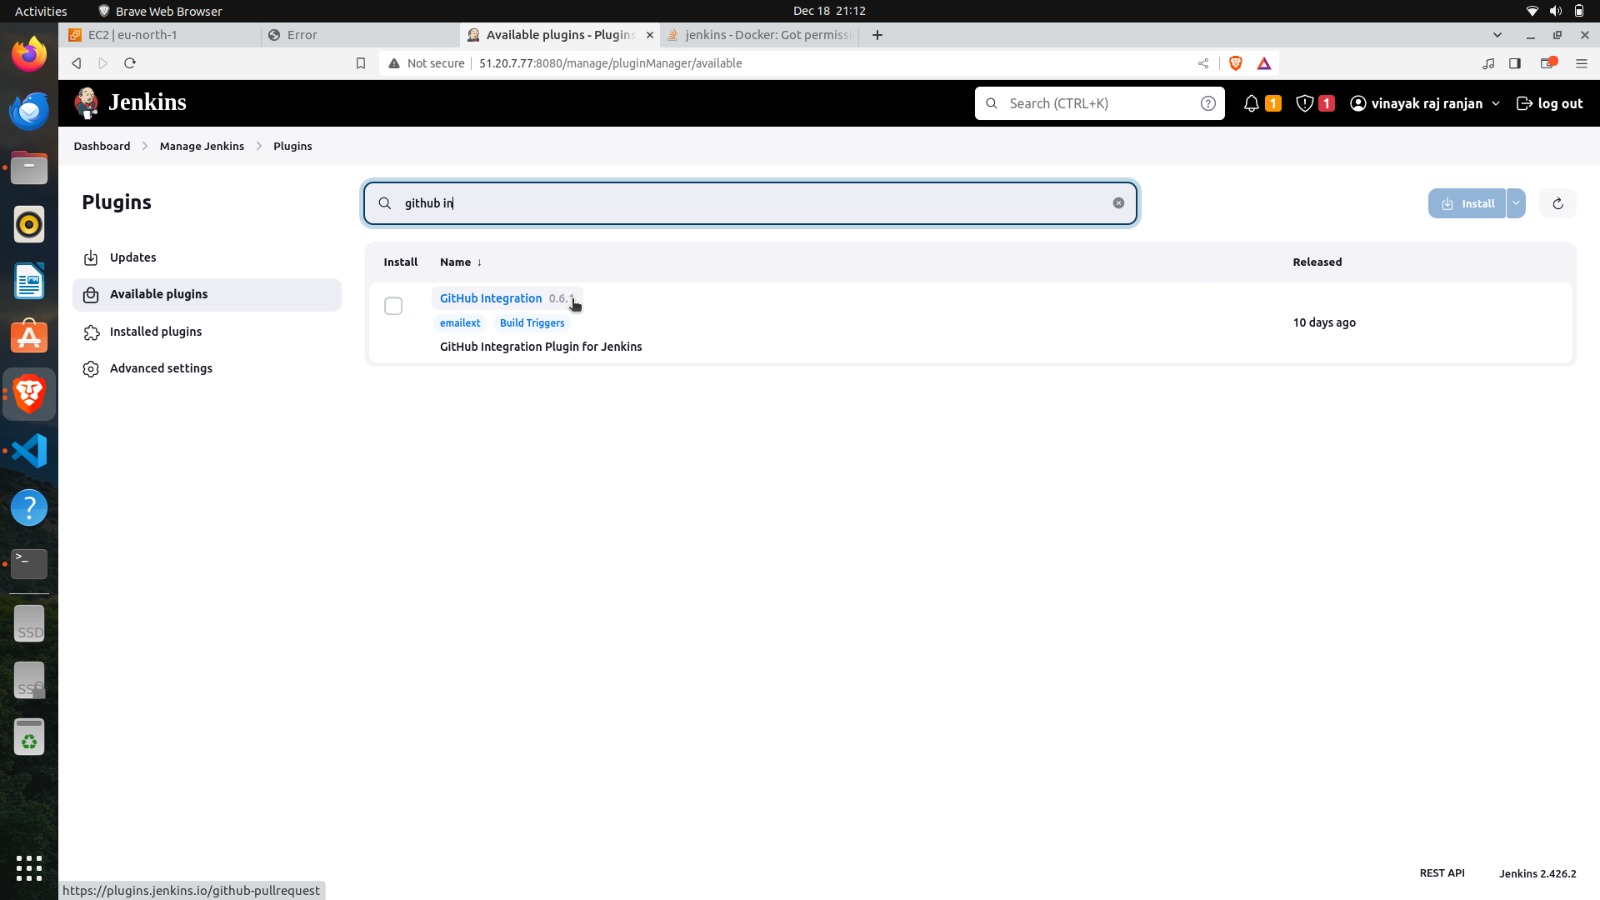 Activities
Brave Web Browser
Dec 18 21:12
EC2 | eu-north-1
Error
Available plugins - Plugin
jenkins - Docker: Got permiss
Not secure
51.20.7.77:8080/manage/pluginManager/available
Jenkins
Search (CTRL+K)
1
1
vinayak raj ranjan
log out
Dashboard
Manage Jenkins
Plugins
Plugins
github in
Install
Updates
Available plugins
Installed plugins
Advanced settings
Install
Name ↓
Released
GitHub Integration 0.6.
emailext
Build Triggers
10 days ago
GitHub Integration Plugin for Jenkins
SSD
REST API
Jenkins 2.426.2
https://plugins.jenkins.io/github-pullrequest